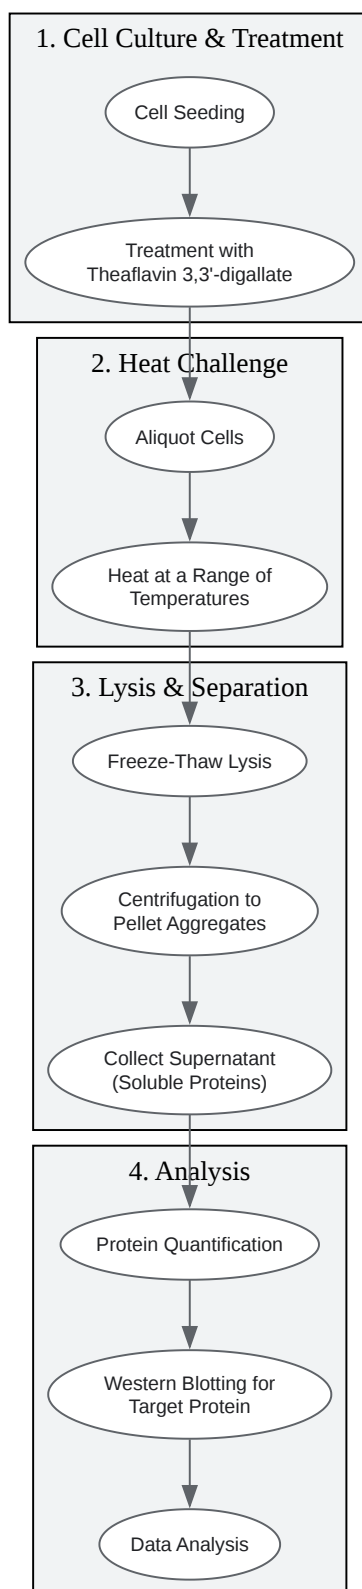 1. Cell Culture & Treatment
Cell Seeding
Treatment with
Theaflavin 3,3'-digallate
2. Heat Challenge
Aliquot Cells
Heat at a Range of
Temperatures
3. Lysis & Separation
Freeze-Thaw Lysis
Centrifugation to
Pellet Aggregates
Collect Supernatant
(Soluble Proteins)
4. Analysis
Protein Quantification
Western Blotting for
Target Protein
Data Analysis